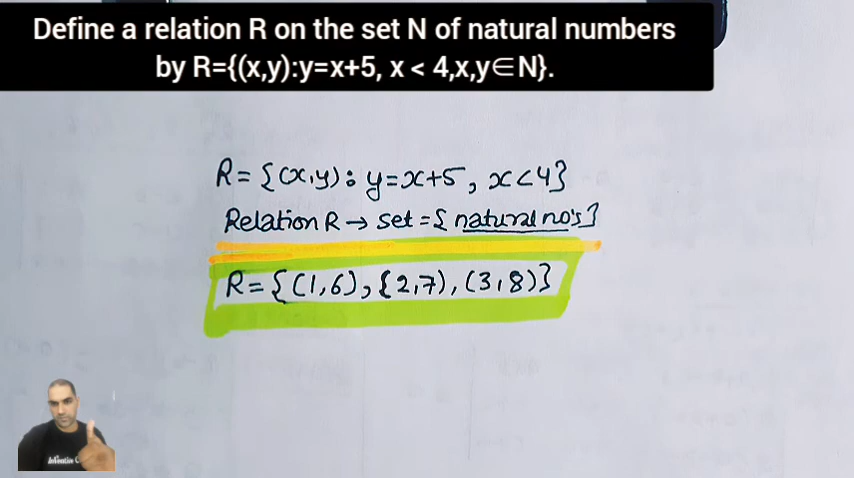 Define a relation R on the set N of natural numbers
by R={(x,y):y=x+5, x < 4,x,y∈N}.
R = {(x,y): y=x+5, x<4}
Relation R → set = { natural no's }
R = {(1,6), {2,7), (3,8)}